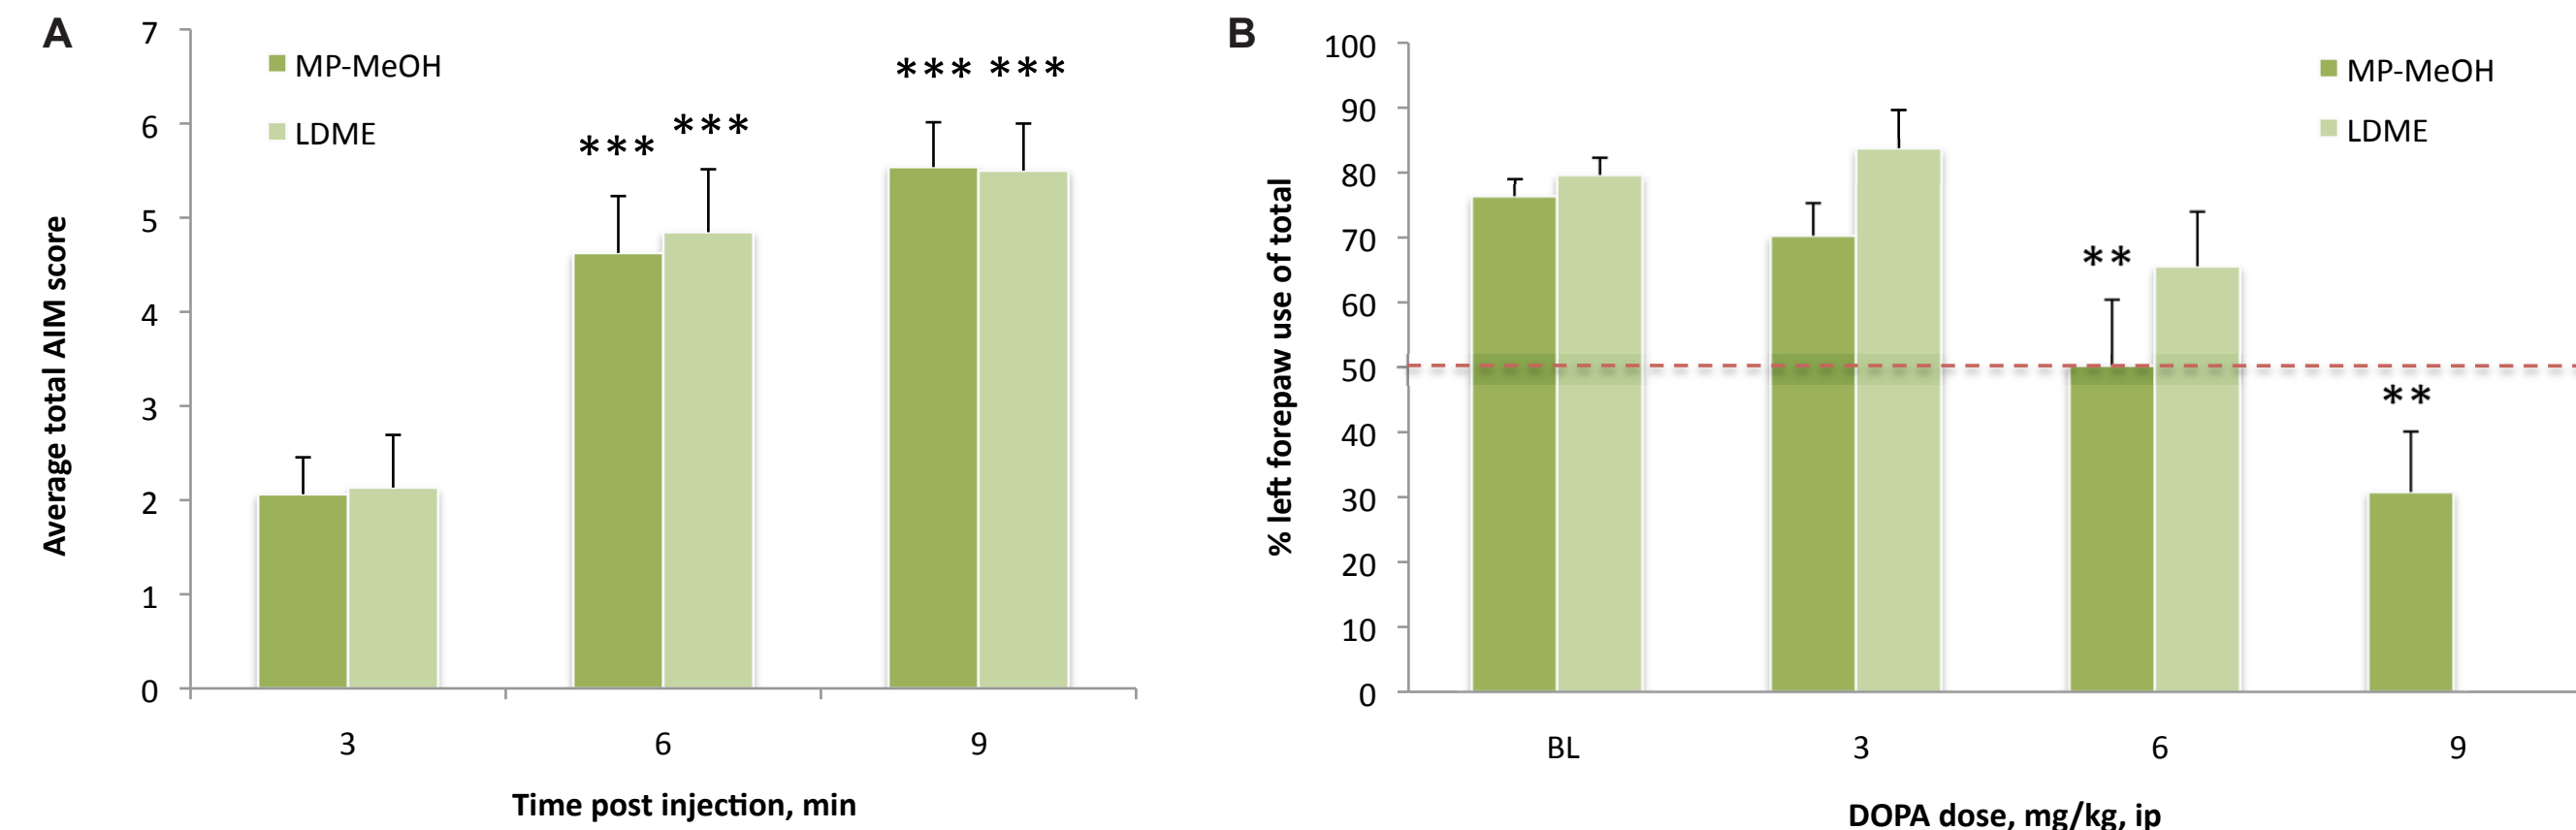 A
7
6
5
4
3
2
1
0
Average total AIM score
MP-MeOH
LDME
*** ***
*** ***
3 6 9
Time post injection, min
B
100
90
80
70
60
50
40
30
20
10
0
% left forepaw use of total
MP-MeOH
LDME
**
**
BL 3 6 9
DOPA dose, mg/kg, ip